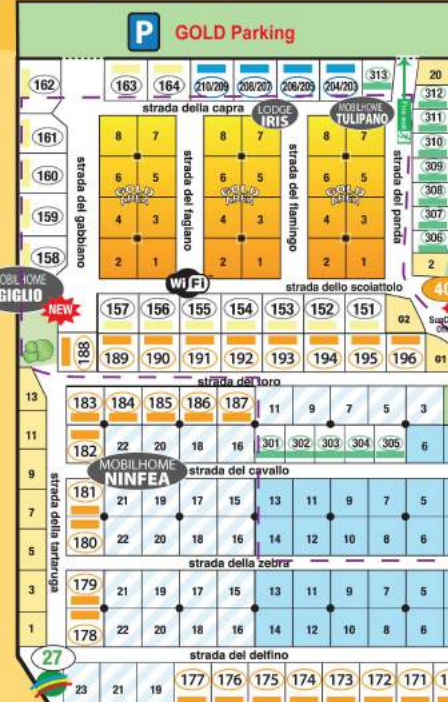 P GOLD Parking
162 163 164 210/209 208/207 206/205 204/203 313 20
312
strada della capra LODGE IRIS MOBILHOME TULIPANO
311
161 8 7 8 7 8 7 310
160 6 5 6 5 6 5 309
GOLD AREA GOLD AREA GOLD AREA 308
159 4 3 4 3 4 3 307
158 2 1 2 1 2 1 306
strada del gabbiano
strada del fagiano
strada del flamingo
strada del panda
2
GIGLIO
WiFi
strada dello scoiattolo
40
NEW 157 156 155 154 153 152 151 G2
188 189 190 191 192 193 194 195 196 G1
strada del toro
13 183 184 185 186 187 11 9 7 5 3
11 182 22 20 18 16 301 302 303 304 305 6
MOBILHOME NINFEA
strada del cavallo
9 181 21 19 17 15 13 11 9 7 5
7 180 22 20 18 16 14 12 10 8 6
strada della tartaruga
5
strada della zebra
3 179 21 19 17 15 13 11 9 7 5
1 178 22 20 18 16 14 12 10 8 6
strada del delfino
27
23 21 19 177 176 175 174 173 172 171